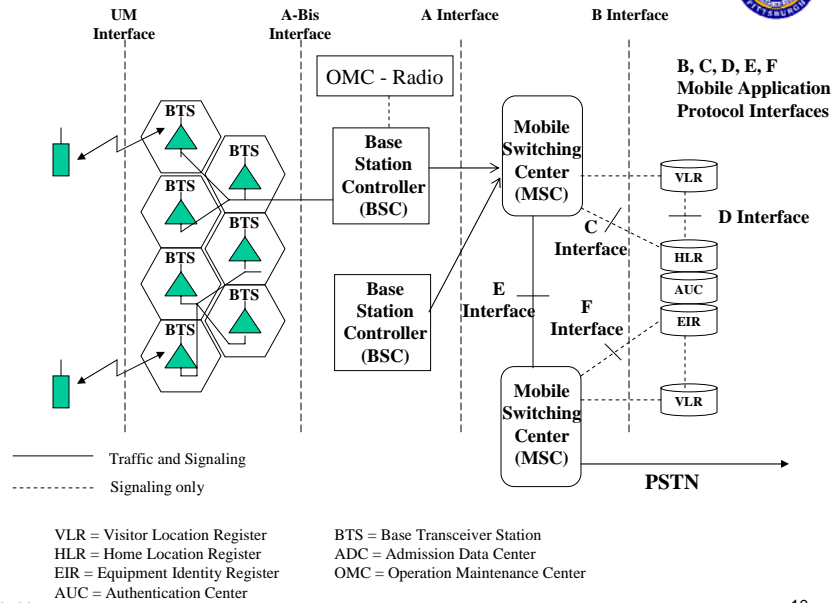 UM
Interface
A-Bis
Interface
A Interface
B Interface
PITTSBURGH
B, C, D, E, F
Mobile Application
Protocol Interfaces
OMC - Radio
BTS
BTS
BTS
BTS
BTS
BTS
BTS
Base
Station
Controller
(BSC)
Mobile
Switching
Center
(MSC)
VLR
D Interface
C
Interface
HLR
AUC
EIR
Base
Station
Controller
(BSC)
E
Interface
F
Interface
VLR
Mobile
Switching
Center
(MSC)
PSTN
Traffic and Signaling
Signaling only
VLR = Visitor Location Register
HLR = Home Location Register
EIR = Equipment Identity Register
AUC = Authentication Center
BTS = Base Transceiver Station
ADC = Admission Data Center
OMC = Operation Maintenance Center